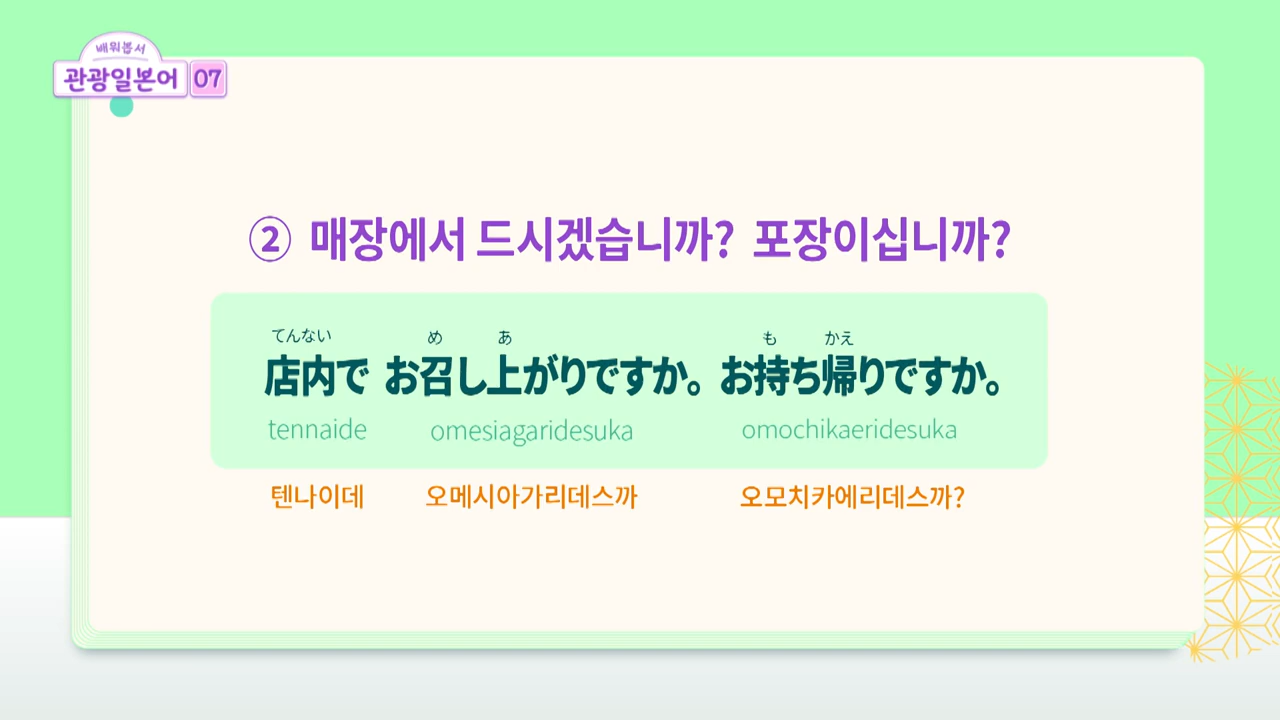 배워봅서
관광일본어 07
② 매장에서 드시겠습니까? 포장이십니까?
てんない め あ も かえ
店内で お召し上がりですか。 お持ち帰りですか。
tennaide omesiagaridesuka omochikaeridesuka
텐나이데 오메시아가리데스까 오모치카에리데스까?